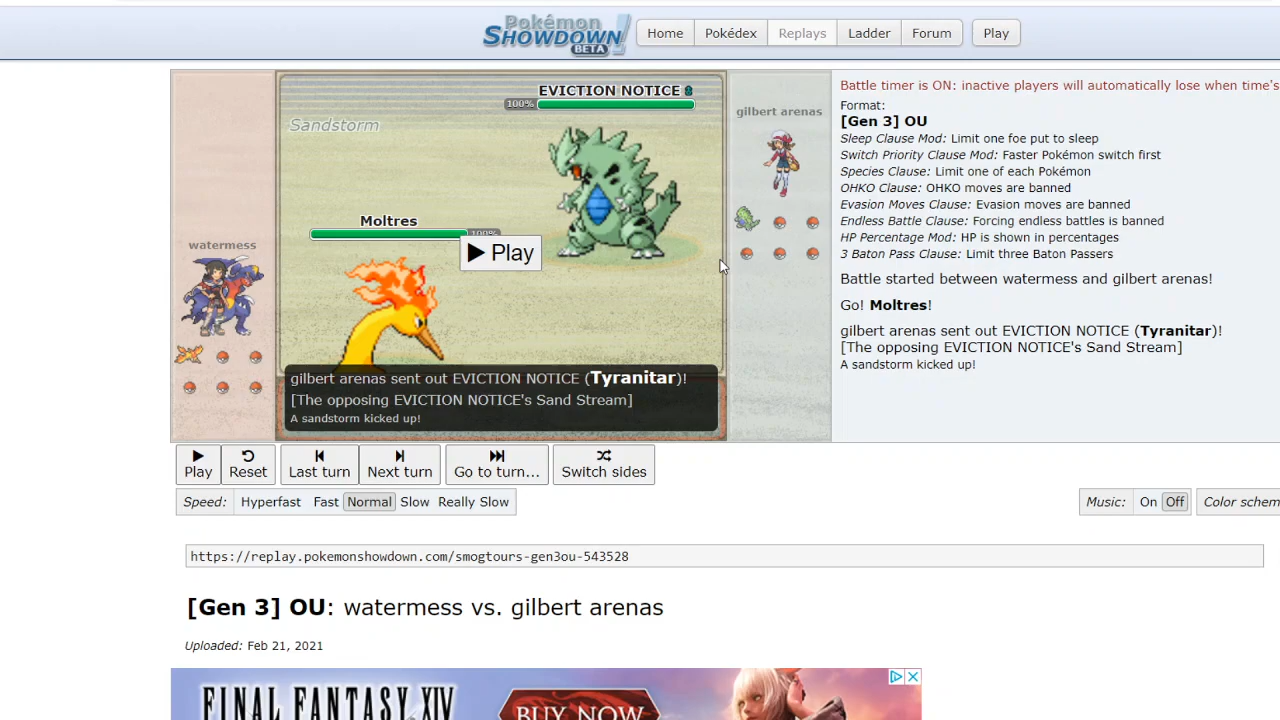 Pokémon
SHOWDOWN!
BETA
Home
Pokédex
Replays
Ladder
Forum
Play
EVICTION NOTICE
100%
Sandstorm
Moltres
100%
Play
watermess
gilbert arenas
gilbert arenas sent out EVICTION NOTICE (Tyranitar)!
[The opposing EVICTION NOTICE's Sand Stream]
A sandstorm kicked up!
Battle timer is ON: inactive players will automatically lose when time's
Format:
[Gen 3] OU
Sleep Clause Mod: Limit one foe put to sleep
Switch Priority Clause Mod: Faster Pokémon switch first
Species Clause: Limit one of each Pokémon
OHKO Clause: OHKO moves are banned
Evasion Moves Clause: Evasion moves are banned
Endless Battle Clause: Forcing endless battles is banned
HP Percentage Mod: HP is shown in percentages
3 Baton Pass Clause: Limit three Baton Passers
Battle started between watermess and gilbert arenas!
Go! Moltres!
gilbert arenas sent out EVICTION NOTICE (Tyranitar)!
[The opposing EVICTION NOTICE's Sand Stream]
A sandstorm kicked up!
Play
Reset
Last turn
Next turn
Go to turn...
Switch sides
Speed: Hyperfast Fast Normal Slow Really Slow
Music: On Off
Color schem
https://replay.pokemonshowdown.com/smogtours-gen3ou-543528
[Gen 3] OU: watermess vs. gilbert arenas
Uploaded: Feb 21, 2021
FINAL FANTASY XIV
BUY NOW